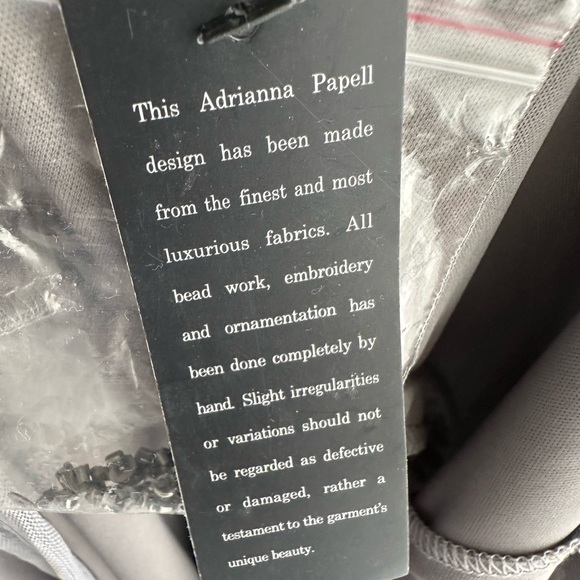 This Adrianna Papell
design has been made
from the finest and most
luxurious fabrics. All
bead work, embroidery
and ornamentation has
been done completely by
hand. Slight irregularities
or variations should not
be regarded as defective
or damaged, rather a
testament to the garment's
unique beauty.